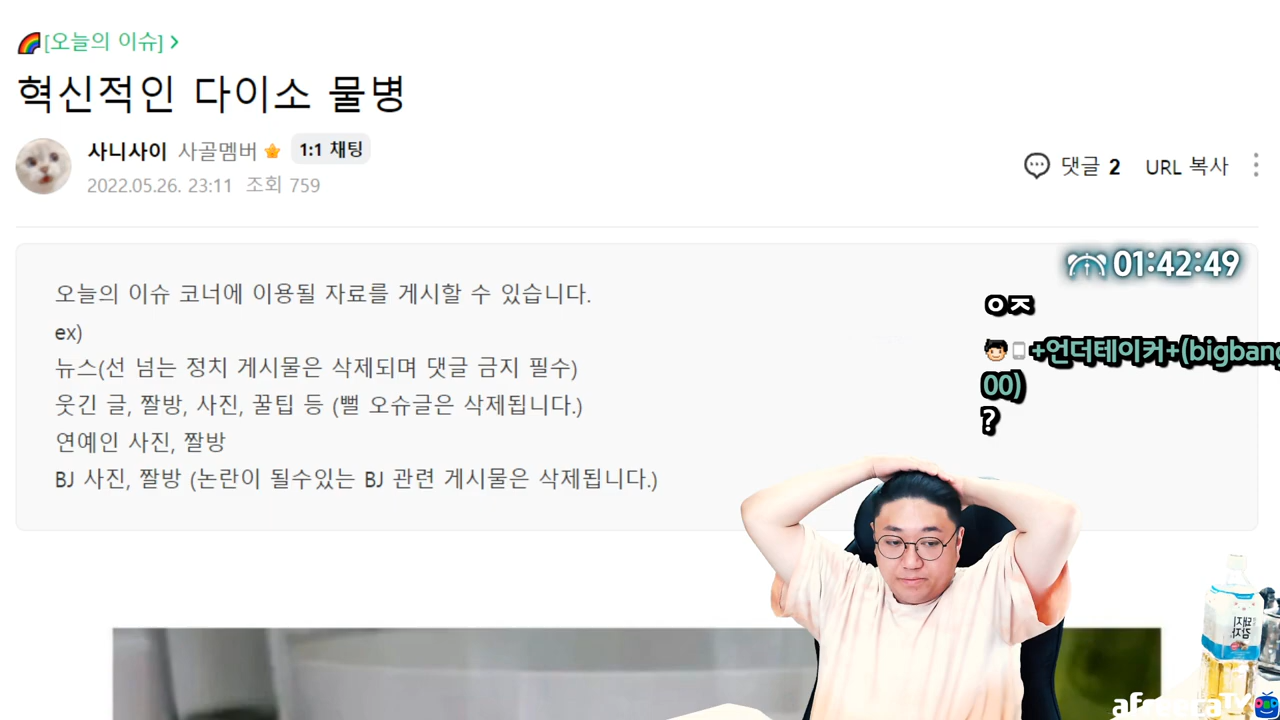 [오늘의 이슈] >
혁신적인 다이소 물병
사니사이 사골멤버 1:1 채팅
2022.05.26. 23:11 조회 759
댓글 2 URL 복사
오늘의 이슈 코너에 이용될 자료를 게시할 수 있습니다.
ex)
뉴스(선 넘는 정치 게시물은 삭제되며 댓글 금지 필수)
웃긴 글, 짤방, 사진, 꿀팁 등 (뻘 오슈글은 삭제됩니다.)
연예인 사진, 짤방
BJ 사진, 짤방 (논란이 될수있는 BJ 관련 게시물은 삭제됩니다.)
01:42:49
ㅇㅈ
+언더테이커+(bigbang
00)
?
돼지
감자
afreecaTV